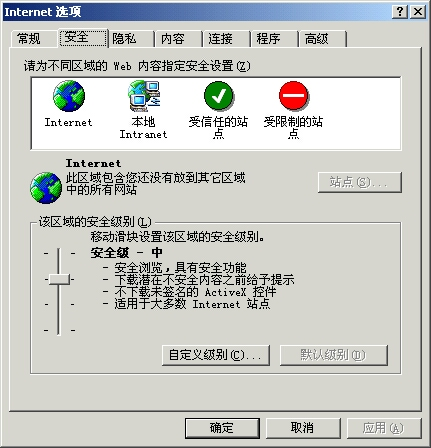 Internet 选项
常规 安全 隐私 内容 连接 程序 高级
请为不同区域的 Web 内容指定安全设置(Z)
Internet 本地 Intranet 受信任的站点 受限制的站点
Internet
此区域包含您还没有放到其它区域
中的所有网站
站点(S)...
该区域的安全级别(L)
移动滑块设置该区域的安全级别。
安全级 - 中
- 安全浏览，具有安全功能
- 下载潜在不安全内容之前给予提示
- 不下载未签名的 ActiveX 控件
- 适用于大多数 Internet 站点
自定义级别(C)... 默认级别(D)
确定 取消 应用(A)